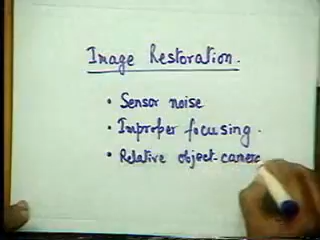 Image Restoration.
• Sensor noise
• Improper focusing.
• Relative object-camera